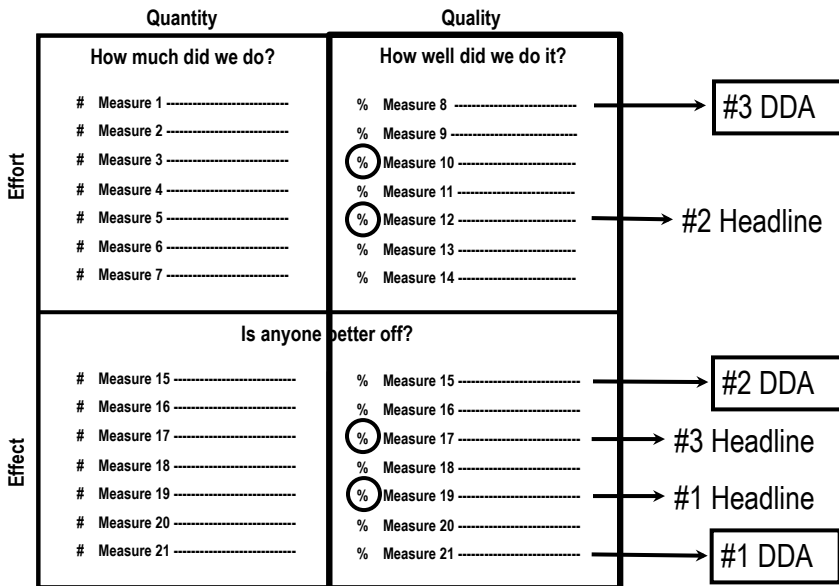 Quantity
Quality
How much did we do?
How well did we do it?
Effort
# Measure 1 ----------------------------
# Measure 2 ----------------------------
# Measure 3 ----------------------------
# Measure 4 ----------------------------
# Measure 5 ----------------------------
# Measure 6 ----------------------------
# Measure 7 ----------------------------
% Measure 8 ----------------------------
#3 DDA
% Measure 9 ----------------------------
% Measure 10 ---------------------------
% Measure 11 ---------------------------
% Measure 12 ---------------------------
#2 Headline
% Measure 13 ---------------------------
% Measure 14 ---------------------------
Is anyone better off?
Effect
# Measure 15 ----------------------------
# Measure 16 ----------------------------
# Measure 17 ----------------------------
# Measure 18 ----------------------------
# Measure 19 ----------------------------
# Measure 20 ----------------------------
# Measure 21 ----------------------------
% Measure 15 ----------------------------
#2 DDA
% Measure 16 ----------------------------
% Measure 17 ----------------------------
#3 Headline
% Measure 18 ----------------------------
% Measure 19 ----------------------------
#1 Headline
% Measure 20 ----------------------------
% Measure 21 ----------------------------
#1 DDA